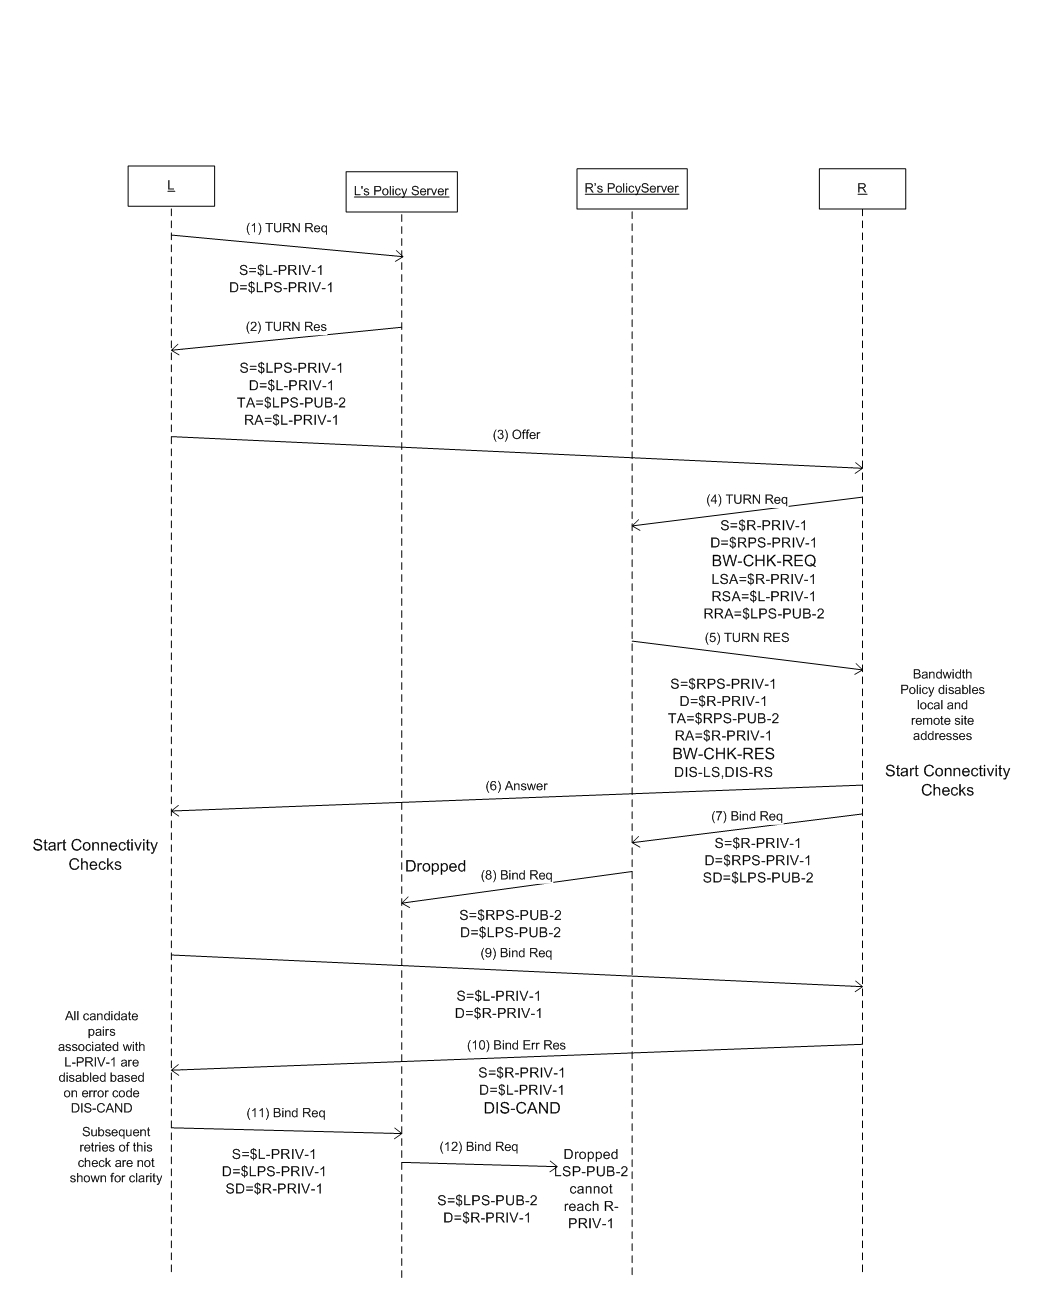 L
L's Policy Server
R's PolicyServer
R
(1) TURN Req
S=$L-PRIV-1
D=$LPS-PRIV-1
(2) TURN Res
S=$LPS-PRIV-1
D=$L-PRIV-1
TA=$LPS-PUB-2
RA=$L-PRIV-1
(3) Offer
(4) TURN Req
S=$R-PRIV-1
D=$RPS-PRIV-1
BW-CHK-REQ
LSA=$R-PRIV-1
RSA=$L-PRIV-1
RRA=$LPS-PUB-2
(5) TURN RES
S=$RPS-PRIV-1
D=$R-PRIV-1
TA=$RPS-PUB-2
RA=$R-PRIV-1
BW-CHK-RES
DIS-LS,DIS-RS
Bandwidth
Policy disables
local and
remote site
addresses
Start Connectivity
Checks
(6) Answer
(7) Bind Req
S=$R-PRIV-1
D=$RPS-PRIV-1
SD=$LPS-PUB-2
Start Connectivity
Checks
Dropped
(8) Bind Req
S=$RPS-PUB-2
D=$LPS-PUB-2
(9) Bind Req
S=$L-PRIV-1
D=$R-PRIV-1
All candidate
pairs
associated with
L-PRIV-1 are
disabled based
on error code
DIS-CAND
(10) Bind Err Res
S=$R-PRIV-1
D=$L-PRIV-1
DIS-CAND
(11) Bind Req
Subsequent
retries of this
check are not
shown for clarity
S=$L-PRIV-1
D=$LPS-PRIV-1
SD=$R-PRIV-1
(12) Bind Req
S=$LPS-PUB-2
D=$R-PRIV-1
Dropped
LSP-PUB-2
cannot
reach R-
PRIV-1